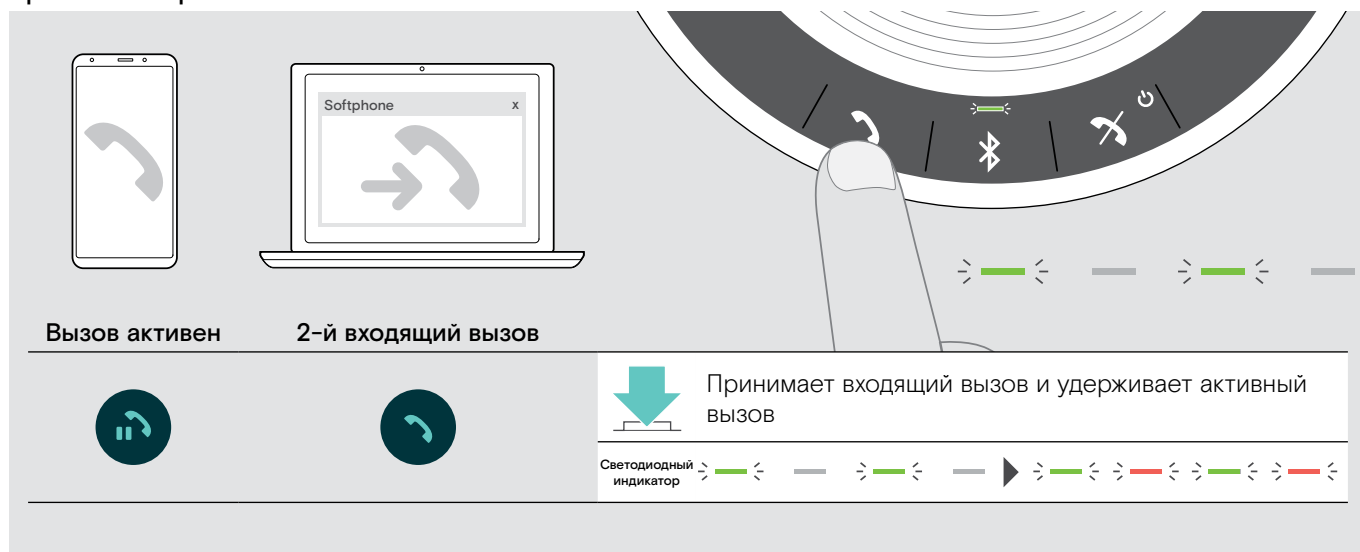 Softphone x
Вызов активен
2-й входящий вызов
Принимает входящий вызов и удерживает активный
вызов
Светодиодный
индикатор